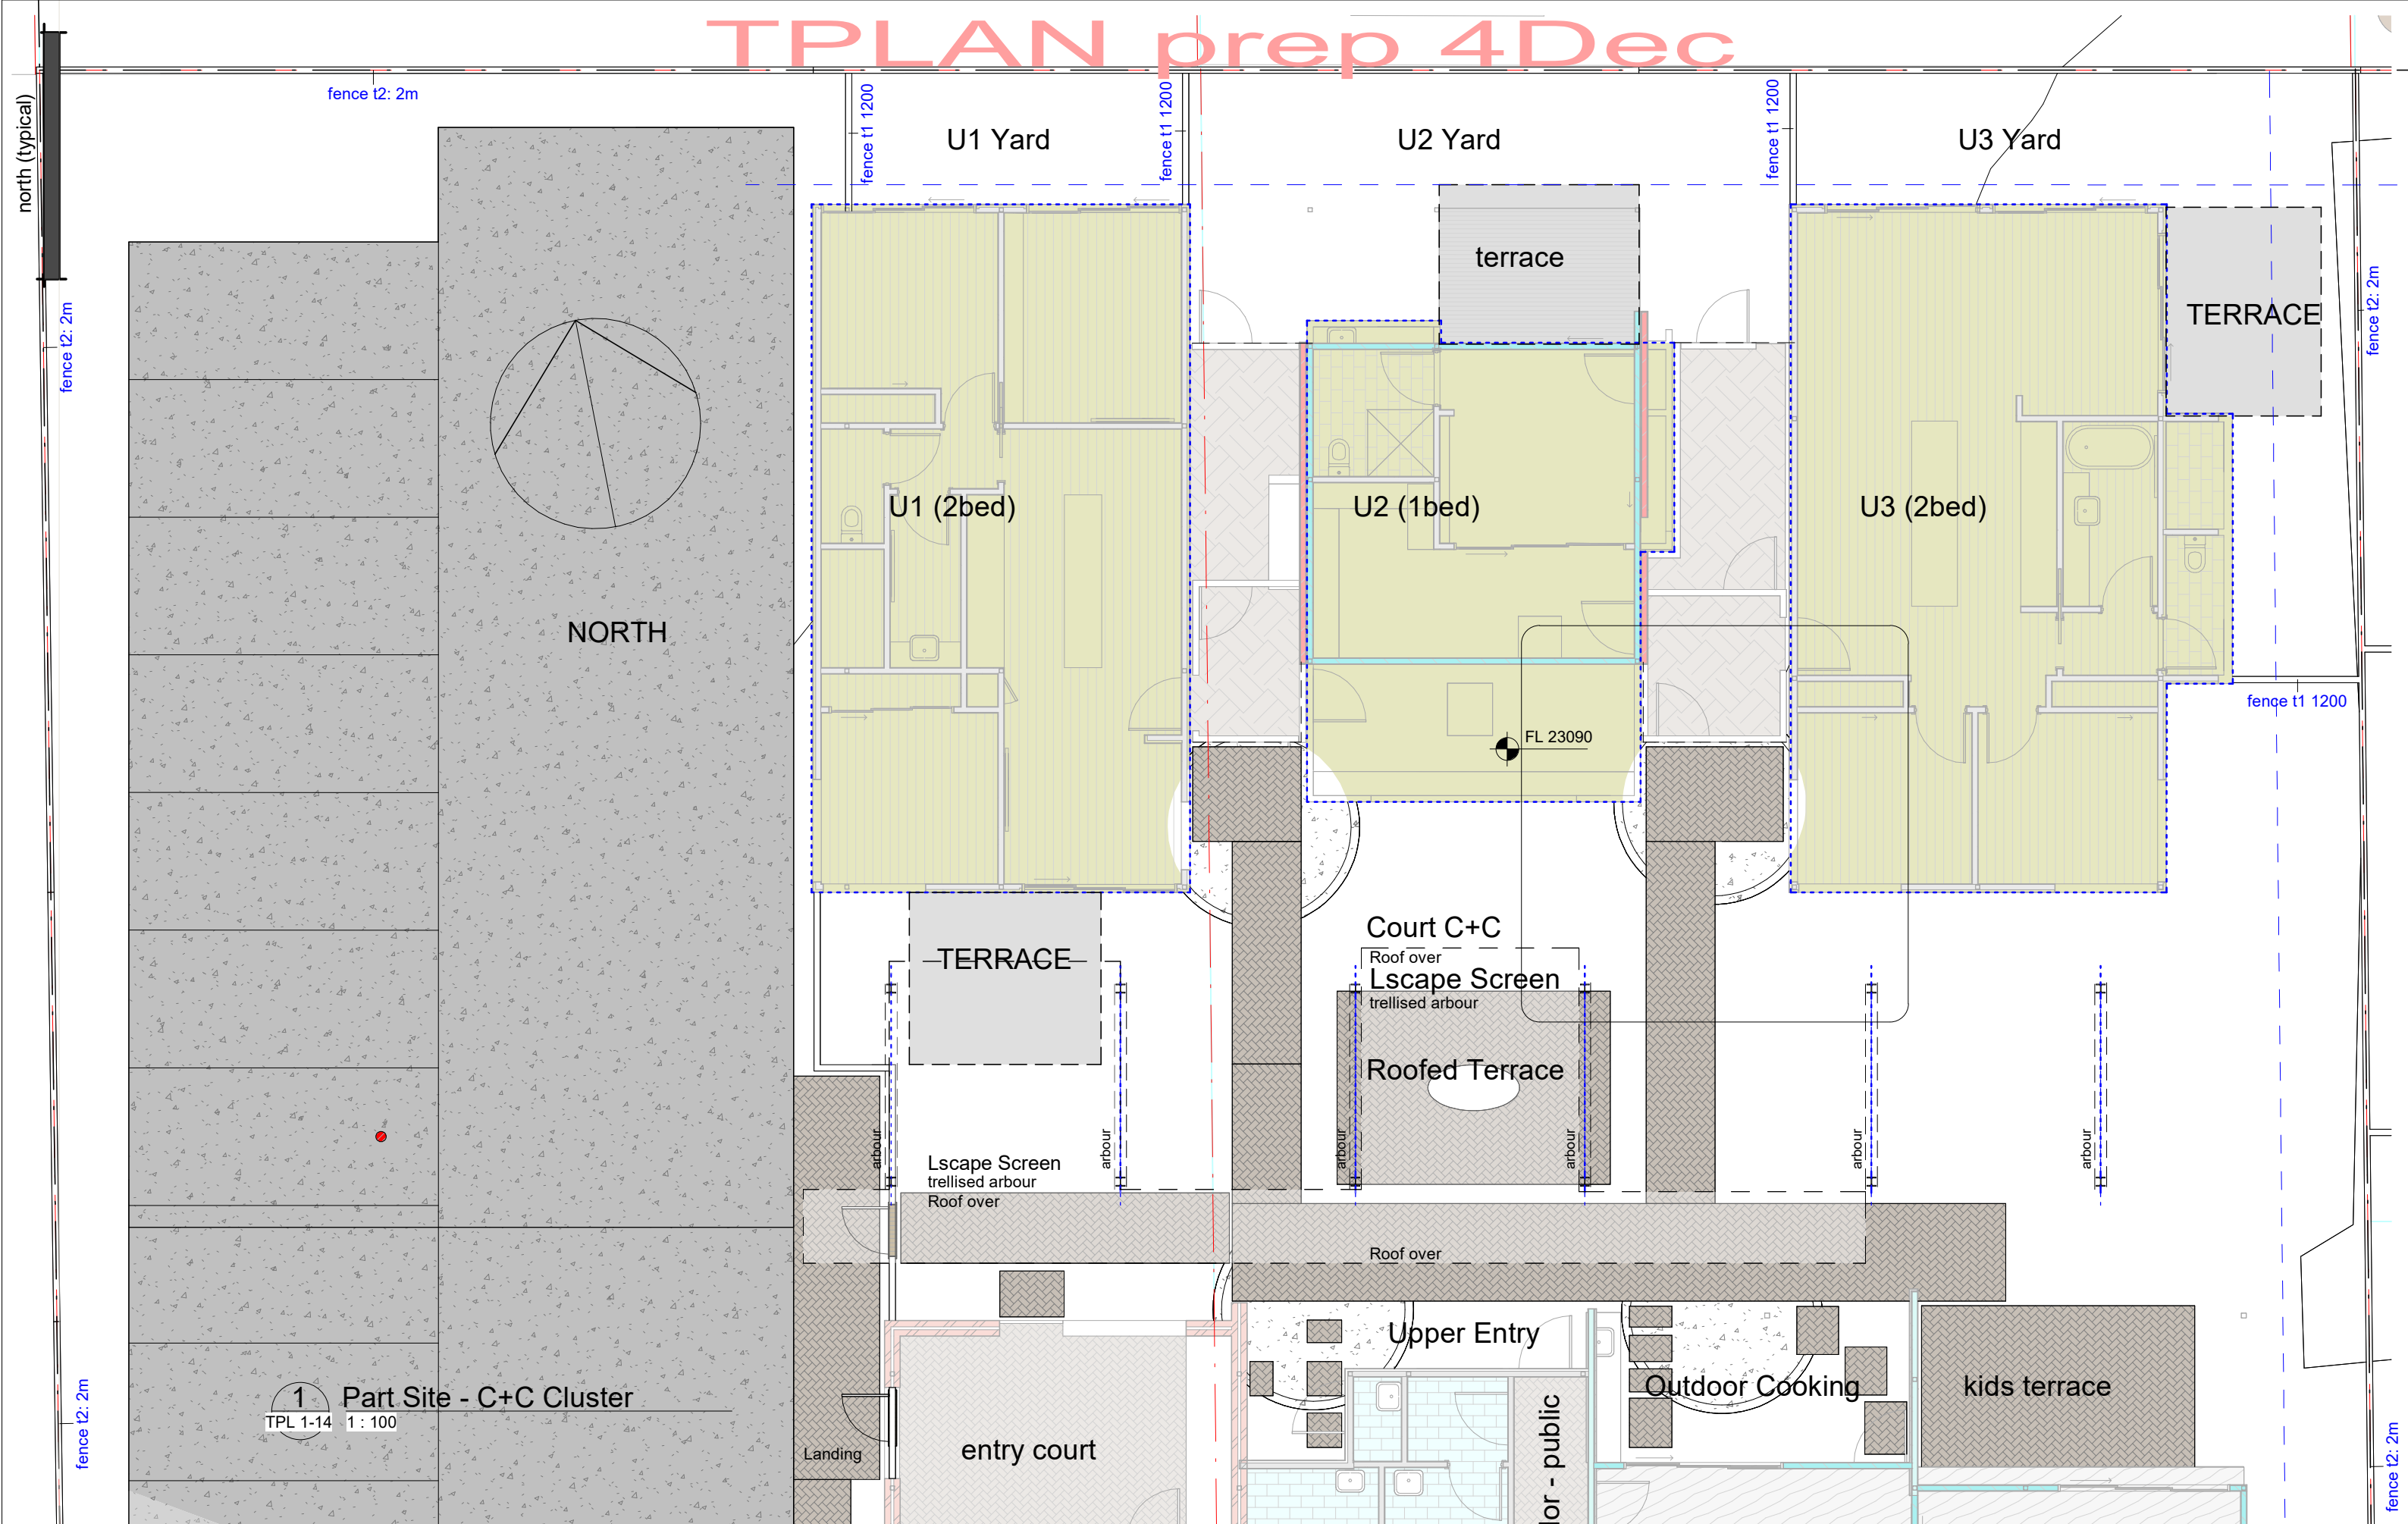 TPLAN prep 4Dec
north (typical)
fence t2: 2m
fence t1 1200
U1 Yard
fence t1 1200
U2 Yard
fence t1 1200
U3 Yard
fence t2: 2m
fence t2: 2m
terrace
TERRACE
U1 (2bed)
U2 (1bed)
U3 (2bed)
NORTH
fence t1 1200
FL 23090
Court C+C
Roof over
Lscape Screen
trellised arbour
TERRACE
Roofed Terrace
arbour
arbour
arbour
arbour
arbour
arbour
Lscape Screen
trellised arbour
Roof over
Roof over
Upper Entry
Outdoor Cooking
kids terrace
1
Part Site - C+C Cluster
TPL 1-14
1 : 100
fence t2: 2m
Landing
entry court
or - public
fence t2: 2m